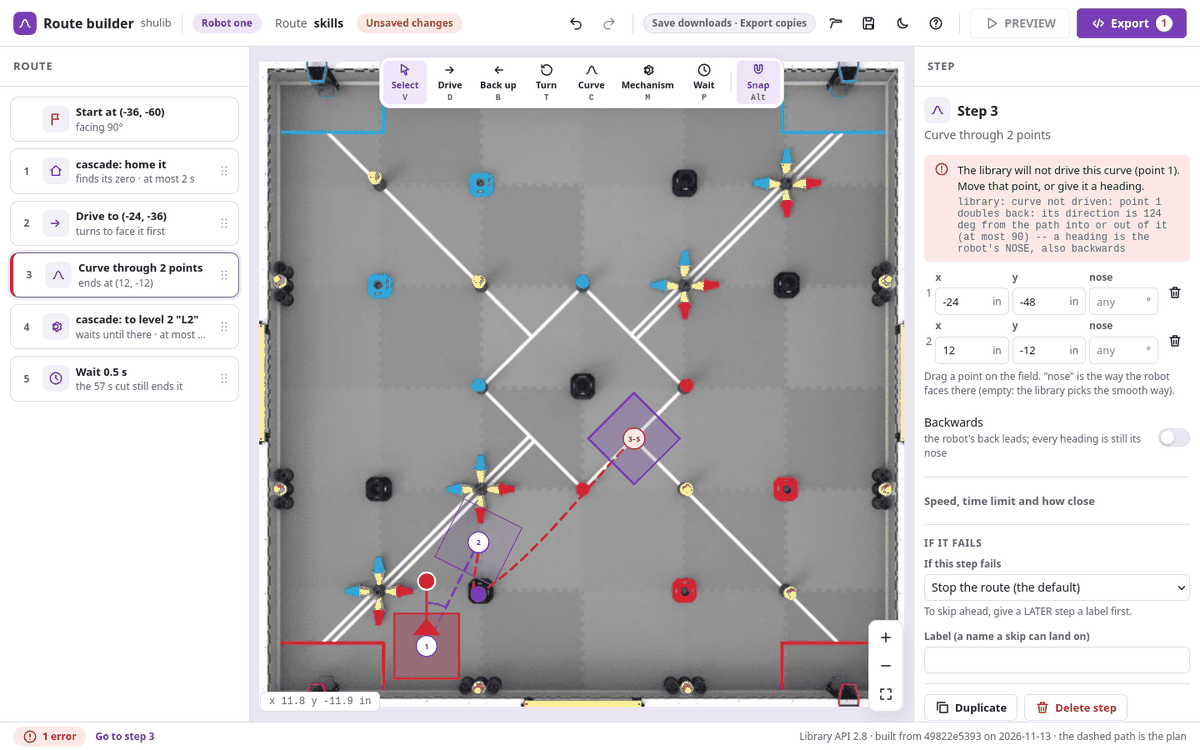 Route builder shulib Robot one Route skills Unsaved changes Save downloads · Export copies PREVIEW Export 1
ROUTE
Start at (-36, -60)
facing 90°
1 cascade: home it
finds its zero · at most 2 s
2 Drive to (-24, -36)
turns to face it first
3 Curve through 2 points
ends at (12, -12)
4 cascade: to level 2 "L2"
waits until there · at most ...
5 Wait 0.5 s
the 57 s cut still ends it
Select Drive Back up Turn Curve Mechanism Wait Snap
V D B T C M P Alt
3–5
2
1
x 11.8 y -11.9 in
STEP
Step 3
Curve through 2 points
The library will not drive this curve (point 1).
Move that point, or give it a heading.
library: curve not driven: point 1
doubles back: its direction is 124
deg from the path into or out of it
(at most 90) -- a heading is the
robot's NOSE, also backwards
x y nose
1 -24 in -48 in any °
x y nose
2 12 in -12 in any °
Drag a point on the field. "nose" is the way the robot
faces there (empty: the library picks the smooth way).
Backwards
the robot's back leads; every heading is still its
nose
Speed, time limit and how close
IF IT FAILS
If this step fails
Stop the route (the default)
To skip ahead, give a LATER step a label first.
Label (a name a skip can land on)
Duplicate Delete step
1 error Go to step 3
Library API 2.8 · built from 49822e5393 on 2026-11-13 · the dashed path is the plan